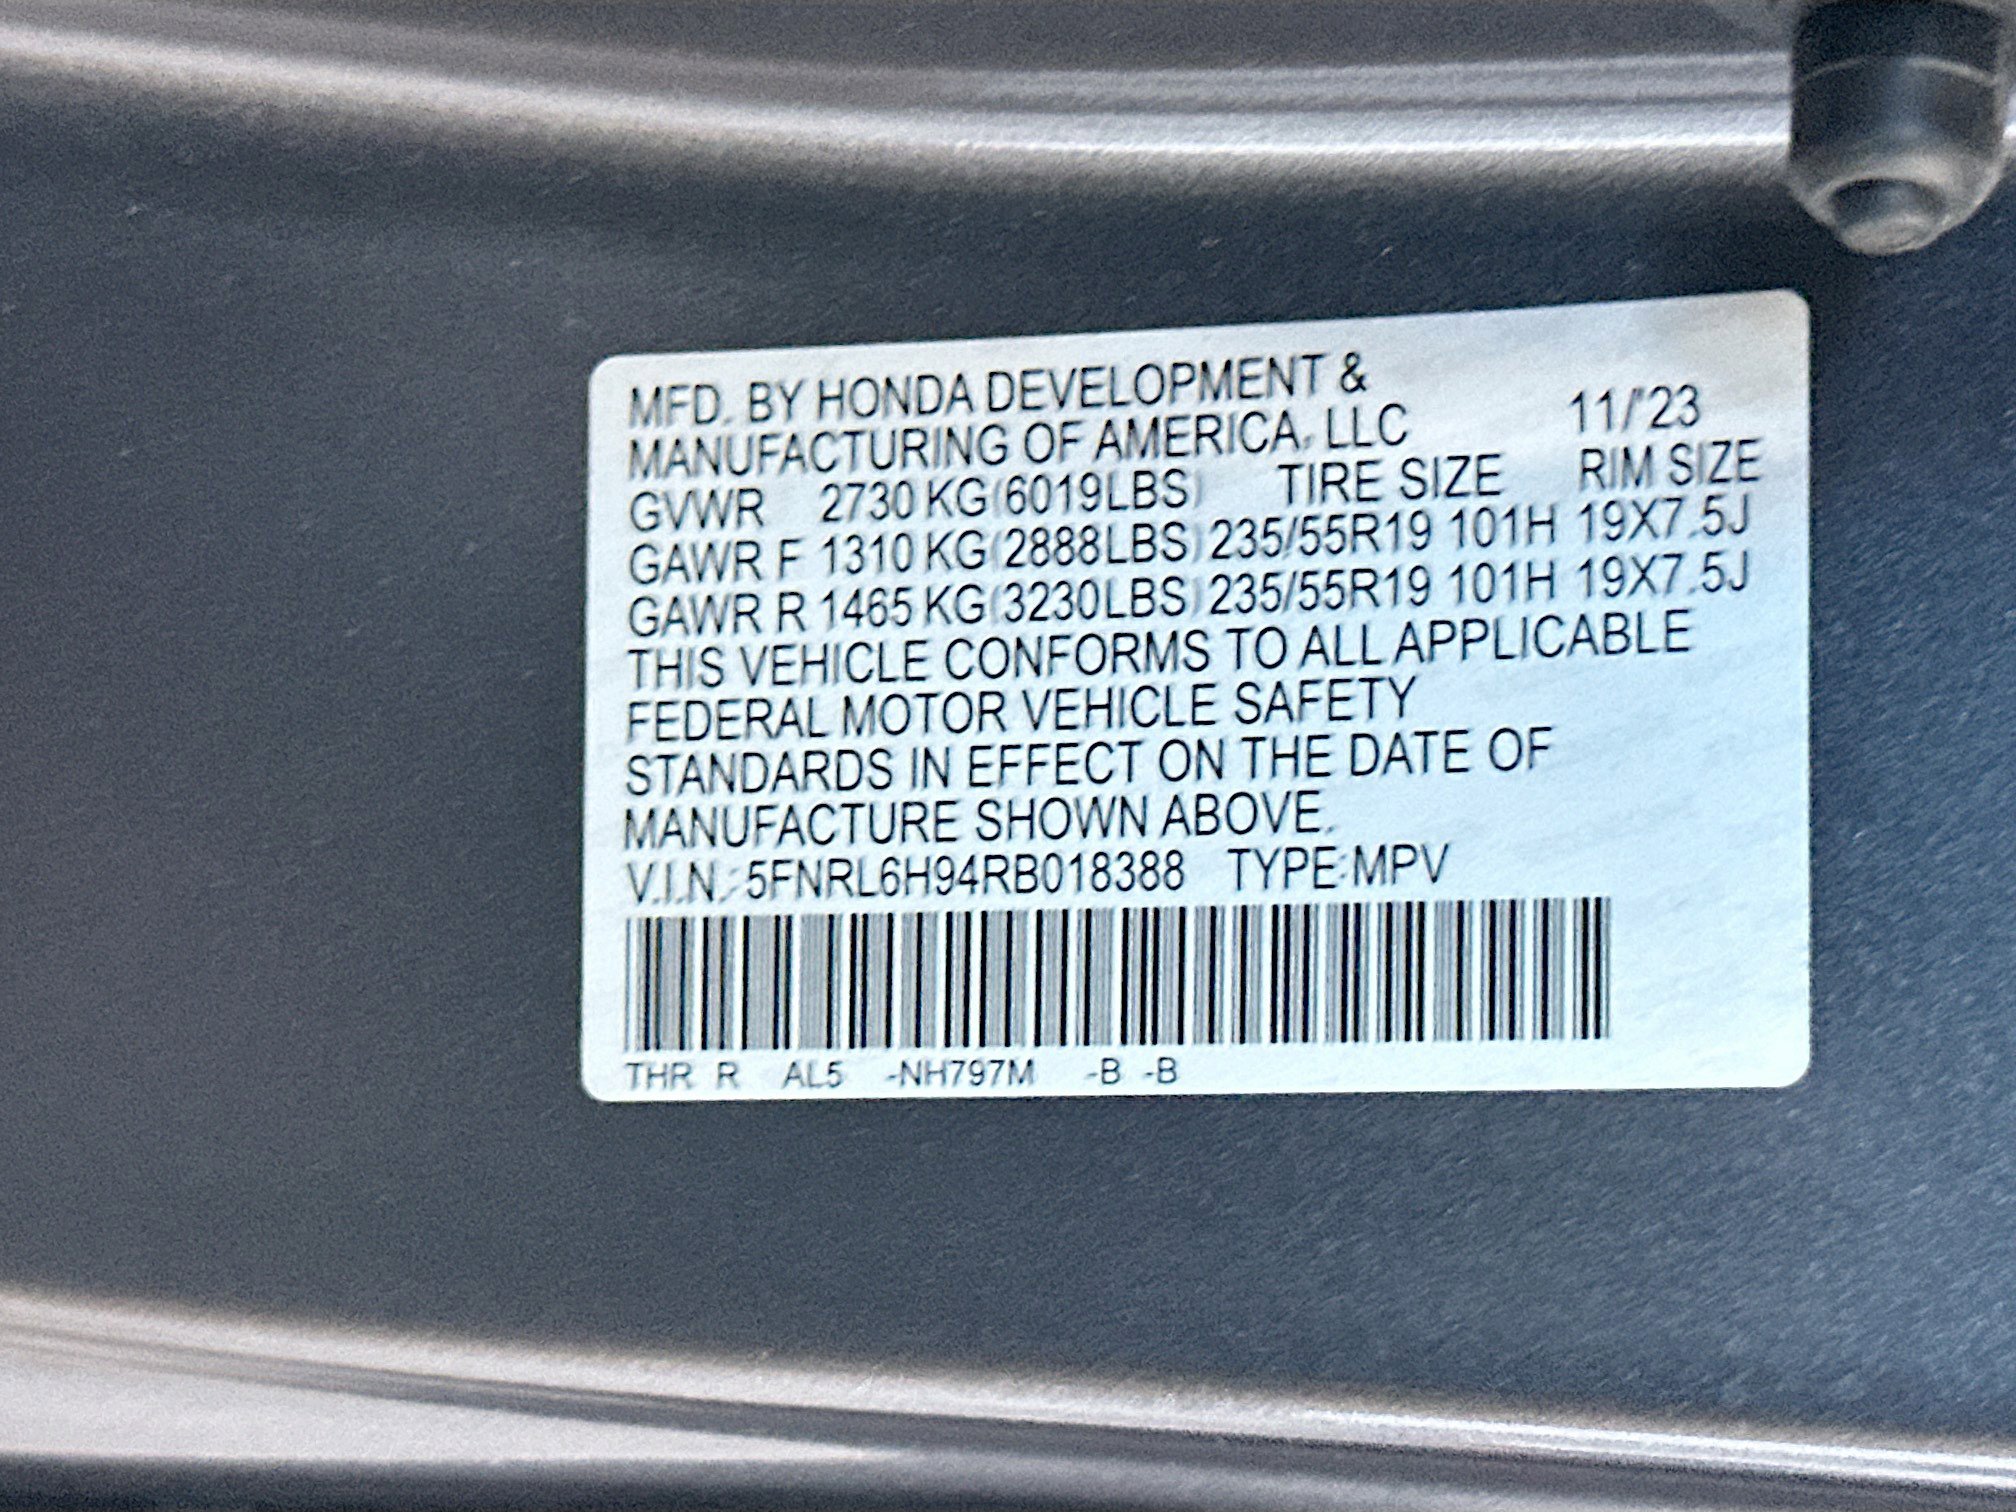 MFD. BY HONDA DEVELOPMENT &
MANUFACTURING OF AMERICA, LLC 11/'23
GVWR 2730 KG(6019LBS) TIRE SIZE RIM SIZE
GAWR F 1310 KG(2888LBS) 235/55R19 101H 19X7.5J
GAWR R 1465 KG(3230LBS) 235/55R19 101H 19X7.5J
THIS VEHICLE CONFORMS TO ALL APPLICABLE
FEDERAL MOTOR VEHICLE SAFETY
STANDARDS IN EFFECT ON THE DATE OF
MANUFACTURE SHOWN ABOVE.
V.I.N.: 5FNRL6H94RB018388 TYPE:MPV
THR R AL5 -NH797M -B -B